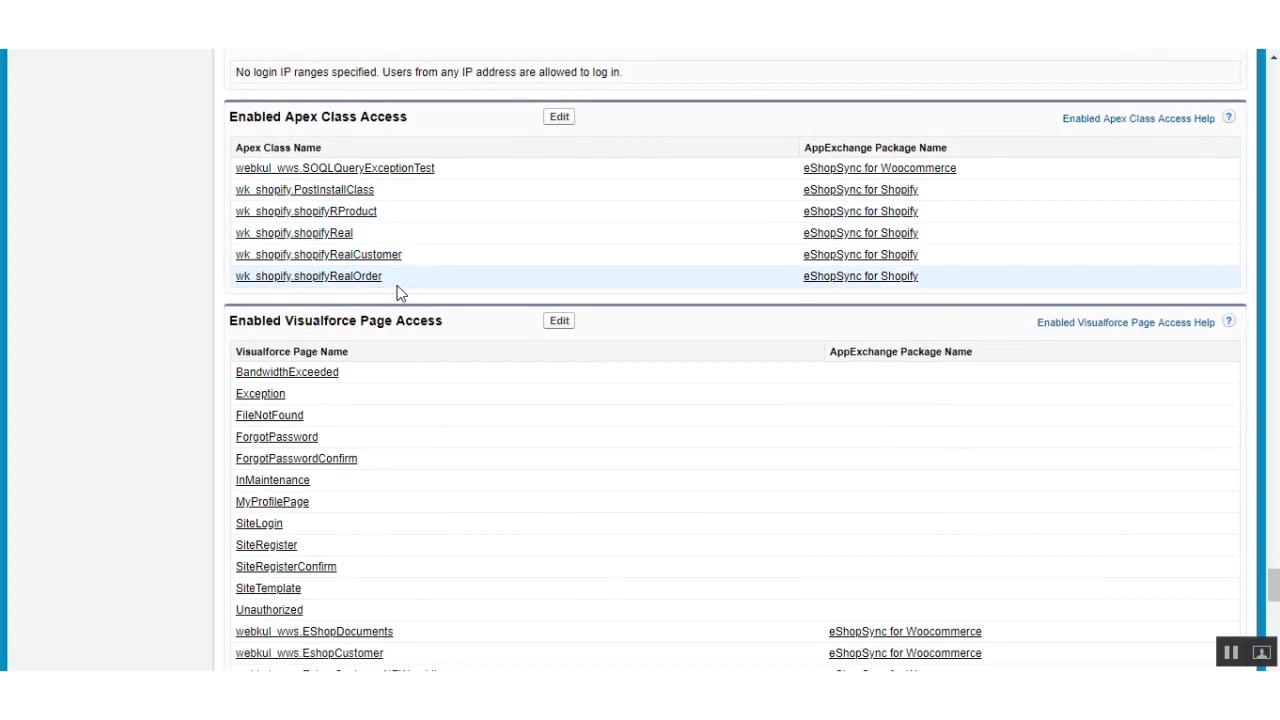 No login IP ranges specified. Users from any IP address are allowed to log in.
Enabled Apex Class Access Edit Enabled Apex Class Access Help ?
Apex Class Name AppExchange Package Name
webkul_wws.SOQLQueryExceptionTest eShopSync for Woocommerce
wk_shopify.PostInstallClass eShopSync for Shopify
wk_shopify.shopifyRProduct eShopSync for Shopify
wk_shopify.shopifyReal eShopSync for Shopify
wk_shopify.shopifyRealCustomer eShopSync for Shopify
wk_shopify.shopifyRealOrder eShopSync for Shopify
Enabled Visualforce Page Access Edit Enabled Visualforce Page Access Help ?
Visualforce Page Name AppExchange Package Name
BandwidthExceeded
Exception
FileNotFound
ForgotPassword
ForgotPasswordConfirm
InMaintenance
MyProfilePage
SiteLogin
SiteRegister
SiteRegisterConfirm
SiteTemplate
Unauthorized
webkul_wws.EShopDocuments eShopSync for Woocommerce
webkul_wws.EshopCustomer eShopSync for Woocommerce